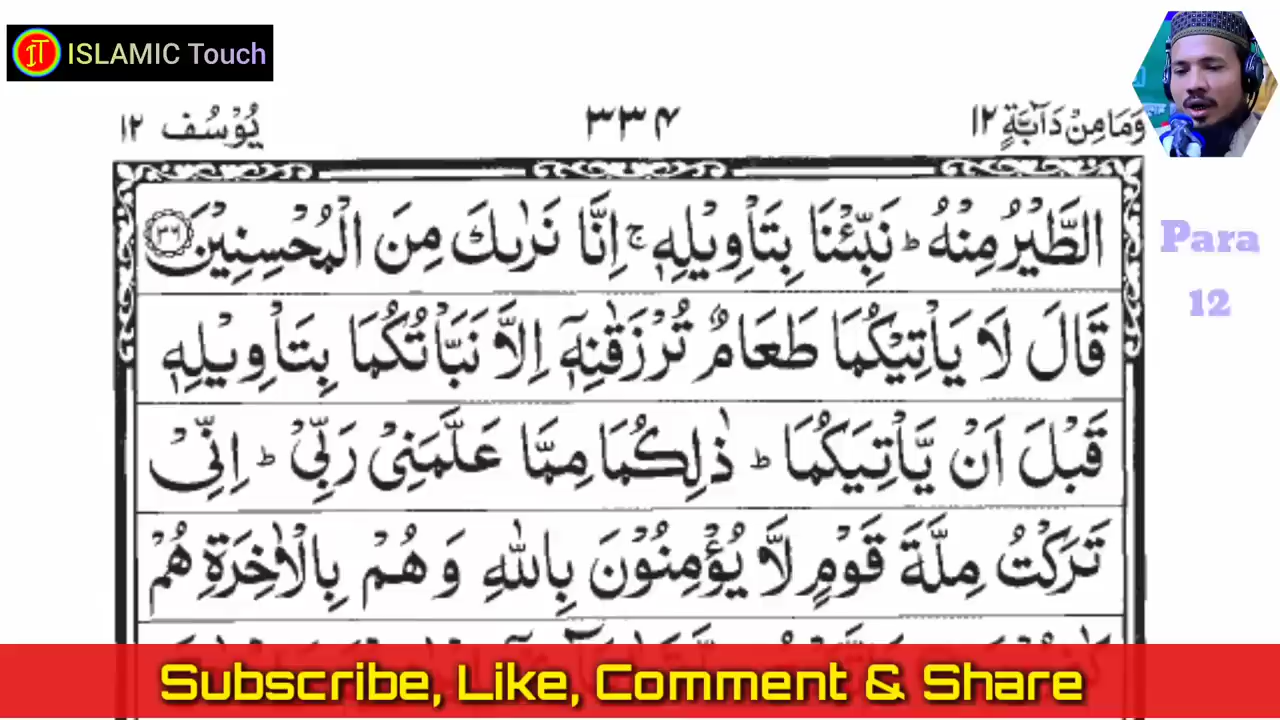 ISLAMIC Touch
وَمَا مِنْ دَآبَّةٍ ١٢
٣٣٤
يُوْسُف ١٢
الطَّيْرُ مِنْهُ ؕ نَبِّئْنَا بِتَاْوِيْلِهٖ ۚ اِنَّا نَرٰىكَ مِنَ الْمُحْسِنِيْنَ ﴿٣٦﴾
قَالَ لَا يَاْتِيْكُمَا طَعَامٌ تُرْزَقٰنِهٖۤ اِلَّا نَبَّاْتُكُمَا بِتَاْوِيْلِهٖ
قَبْلَ اَنْ يَّاْتِيَكُمَا ؕ ذٰلِكُمَا مِمَّا عَلَّمَنِيْ رَبِّيْ ؕ اِنِّيْ
تَرَكْتُ مِلَّةَ قَوْمٍ لَّا يُؤْمِنُوْنَ بِاللّٰهِ وَهُمْ بِالْاٰخِرَةِ هُمْ
Para
12
Subscribe, Like, Comment & Share